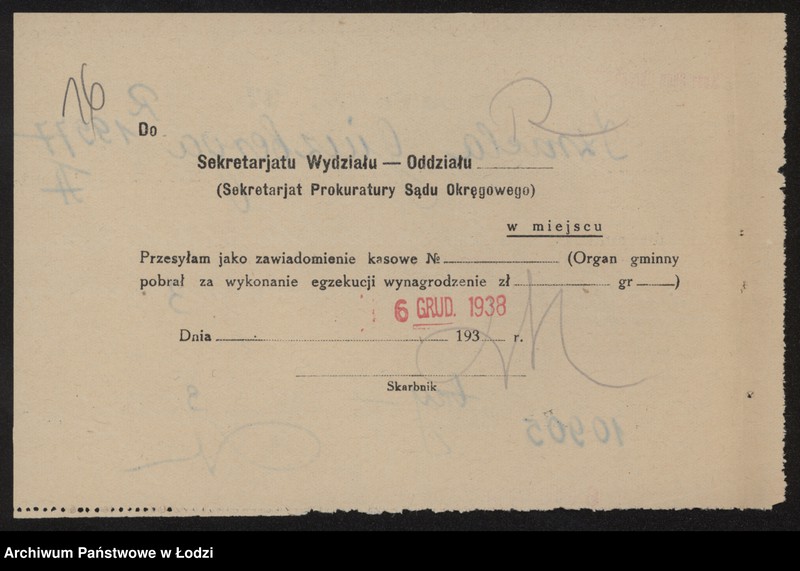 16
Do
Sekretarjatu Wydziału — Oddziału
(Sekretarjat Prokuratury Sądu Okręgowego)
w miejscu
Przesyłam jako zawiadomienie kasowe № (Organ gminny
pobrał za wykonanie egzekucji wynagrodzenie zł gr )
6 GRUD. 1938
Dnia 193 r.
Skarbnik
10905
Archiwum Państwowe w Łodzi